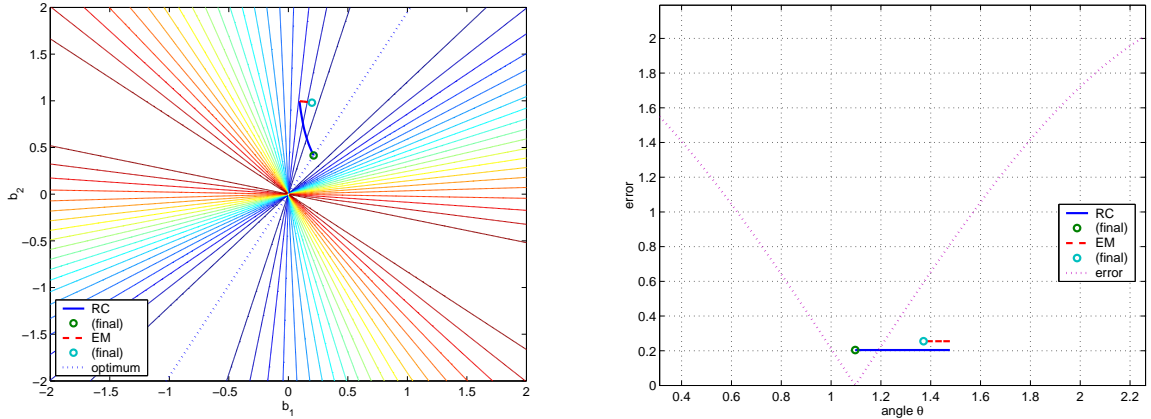 2
1.5
1
0.5
0
−0.5
−1
−1.5
−2
−2 −1.5 −1 −0.5 0 0.5 1 1.5 2
b1
b2
RC
(final)
EM
(final)
optimum
2
1.8
1.6
1.4
1.2
1
0.8
0.6
0.4
0.2
0
0.4 0.6 0.8 1 1.2 1.4 1.6 1.8 2 2.2
angle θ
error
RC
(final)
EM
(final)
error